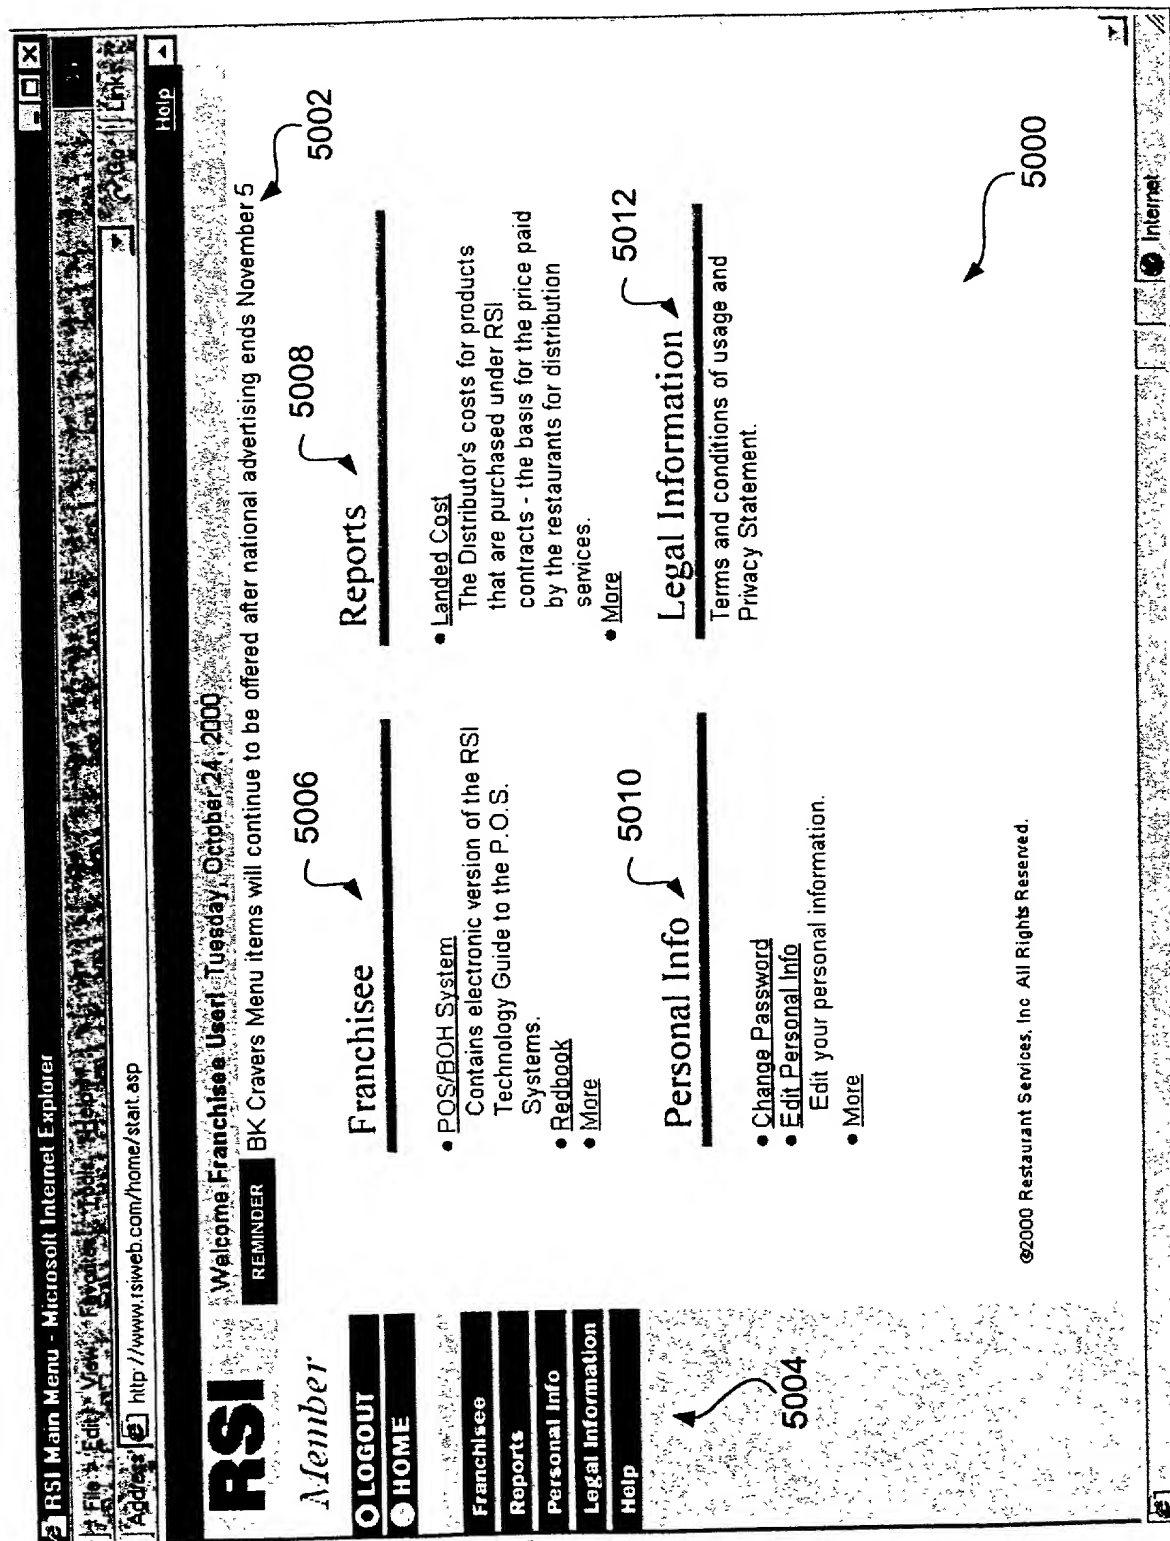 RSI Main Menu - Microsoft Internet Explorer
File Edit View Favorites Tools Help
Address http://www.rsiweb.com/home/start.asp Go Links
Help
RSI
Welcome Franchisee User! Tuesday, October 24, 2000
REMINDER BK Cravers Menu items will continue to be offered after national advertising ends November 5
5002
Member
LOGOUT
HOME
Franchisee
Reports
Personal Info
Legal Information
Help
5004
Franchisee
5006
• POS/BOH System
Contains electronic version of the RSI
Technology Guide to the P.O.S.
Systems.
• Redbook
• More
Reports
5008
• Landed Cost
The Distributor's costs for products
that are purchased under RSI
contracts - the basis for the price paid
by the restaurants for distribution
services.
• More
Personal Info
5010
• Change Password
• Edit Personal Info
Edit your personal information.
• More
Legal Information
5012
Terms and conditions of usage and
Privacy Statement.
©2000 Restaurant Services, Inc All Rights Reserved.
5000
Internet